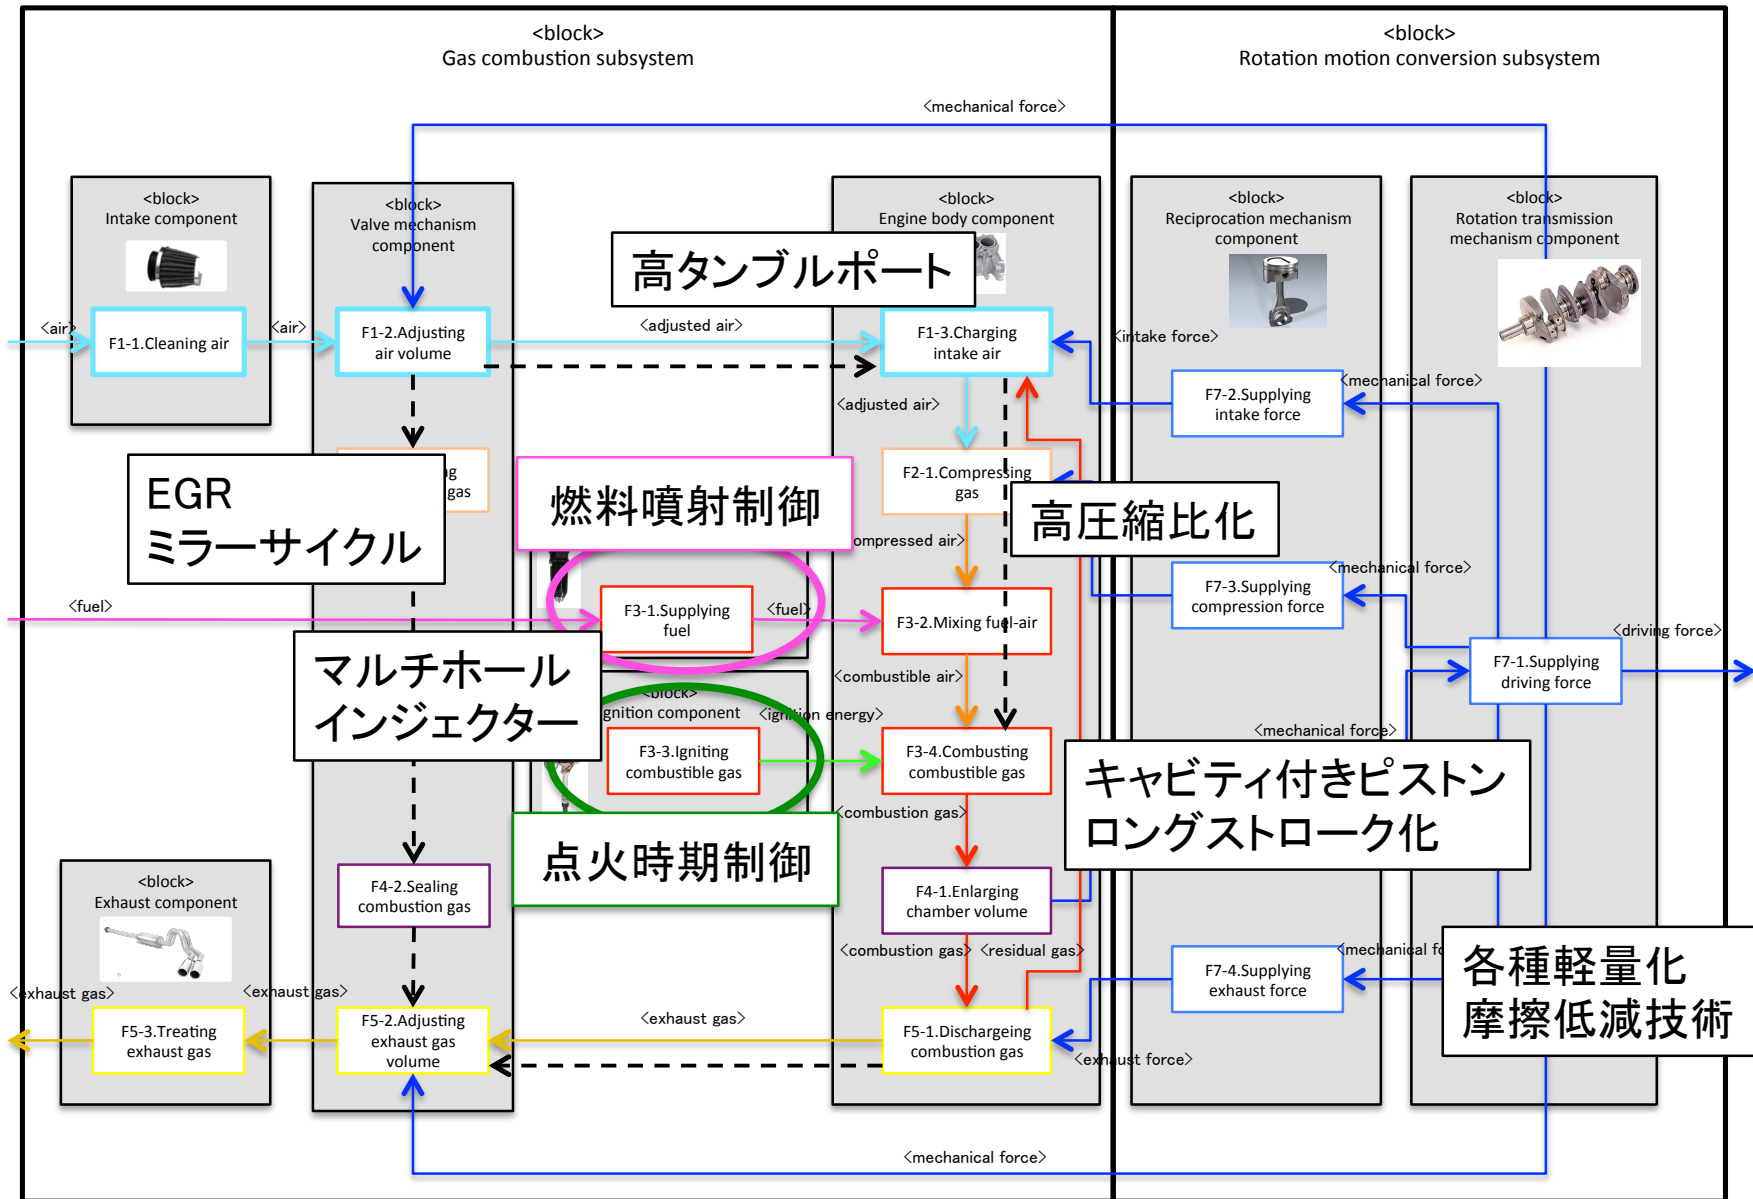 <block>
Gas combustion subsystem
<block>
Rotation motion conversion subsystem
<mechanical force>
<block>
Intake component
<block>
Valve mechanism
component
<block>
Engine body component
<block>
Reciprocation mechanism
component
<block>
Rotation transmission
mechanism component
高タンブルポート
<air>
F1-1.Cleaning air
<air>
F1-2.Adjusting
air volume
<adjusted air>
F1-3.Charging
intake air
<intake force>
<mechanical force>
F7-2.Supplying
intake force
<adjusted air>
EGR
ミラーサイクル
gas
燃料噴射制御
F2-1.Compressing
gas
高圧縮比化
ompressed air>
<mechanical force>
<fuel>
F3-1.Supplying
fuel
<fuel>
F3-2.Mixing fuel-air
F7-3.Supplying
compression force
<driving force>
F7-1.Supplying
driving force
マルチホール
インジェクター
<combustible air>
<block>
gnition component
<ignition energy>
<mechanical force>
F3-3.Igniting
combustible gas
F3-4.Combusting
combustible gas
キャビティ付きピストン
ロングストローク化
<combustion gas>
点火時期制御
<block>
Exhaust component
F4-2.Sealing
combustion gas
F4-1.Enlarging
chamber volume
<combustion gas>
<residual gas>
<mechanical fo
各種軽量化
摩擦低減技術
F7-4.Supplying
exhaust force
<exhaust gas>
<exhaust gas>
F5-3.Treating
exhaust gas
F5-2.Adjusting
exhaust gas
volume
<exhaust gas>
F5-1.Dischargeing
combustion gas
<exhaust force>
<mechanical force>